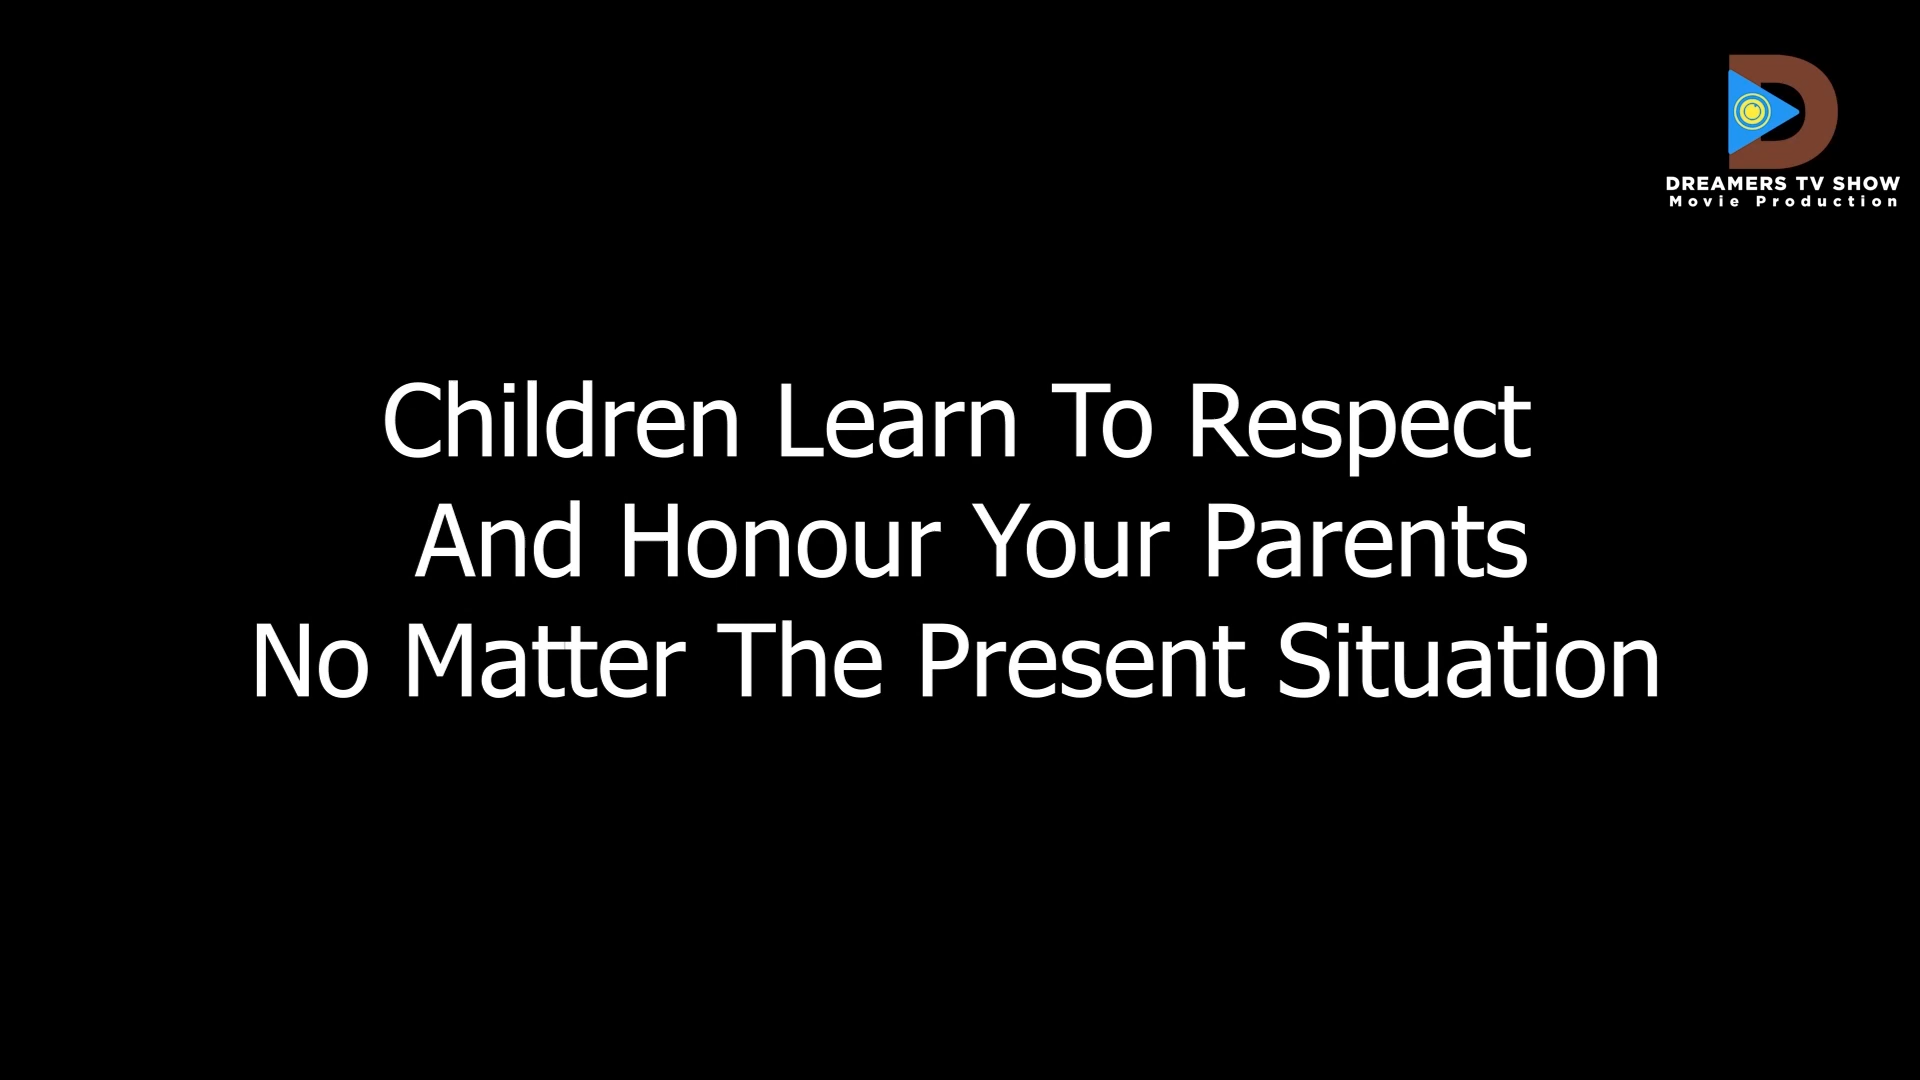 DREAMERS TV SHOW
Movie Production
Children Learn To Respect
And Honour Your Parents
No Matter The Present Situation